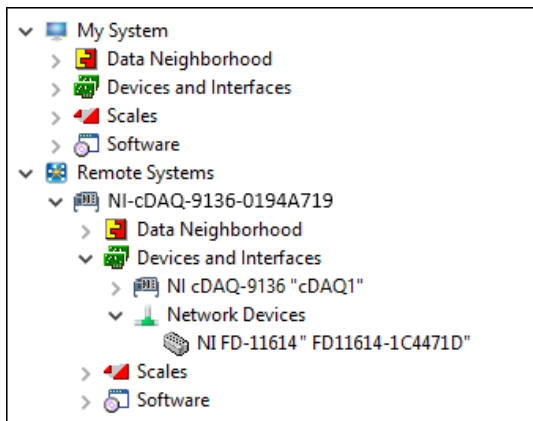 My System
Data Neighborhood
Devices and Interfaces
Scales
Software
Remote Systems
NI-cDAQ-9136-0194A719
Data Neighborhood
Devices and Interfaces
NI cDAQ-9136 "cDAQ1"
Network Devices
NI FD-11614 " FD11614-1C4471D"
Scales
Software